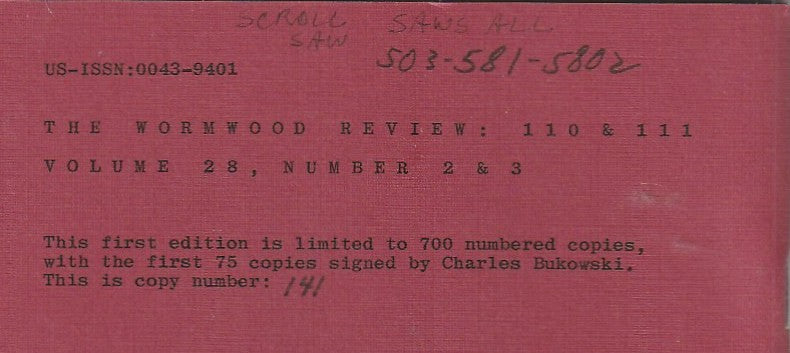 SCROLL SAWS ALL
SAW
503-581-5802
US-ISSN:0043-9401
THE WORMWOOD REVIEW: 110 & 111
VOLUME 28, NUMBER 2 & 3
This first edition is limited to 700 numbered copies,
with the first 75 copies signed by Charles Bukowski.
This is copy number: 141